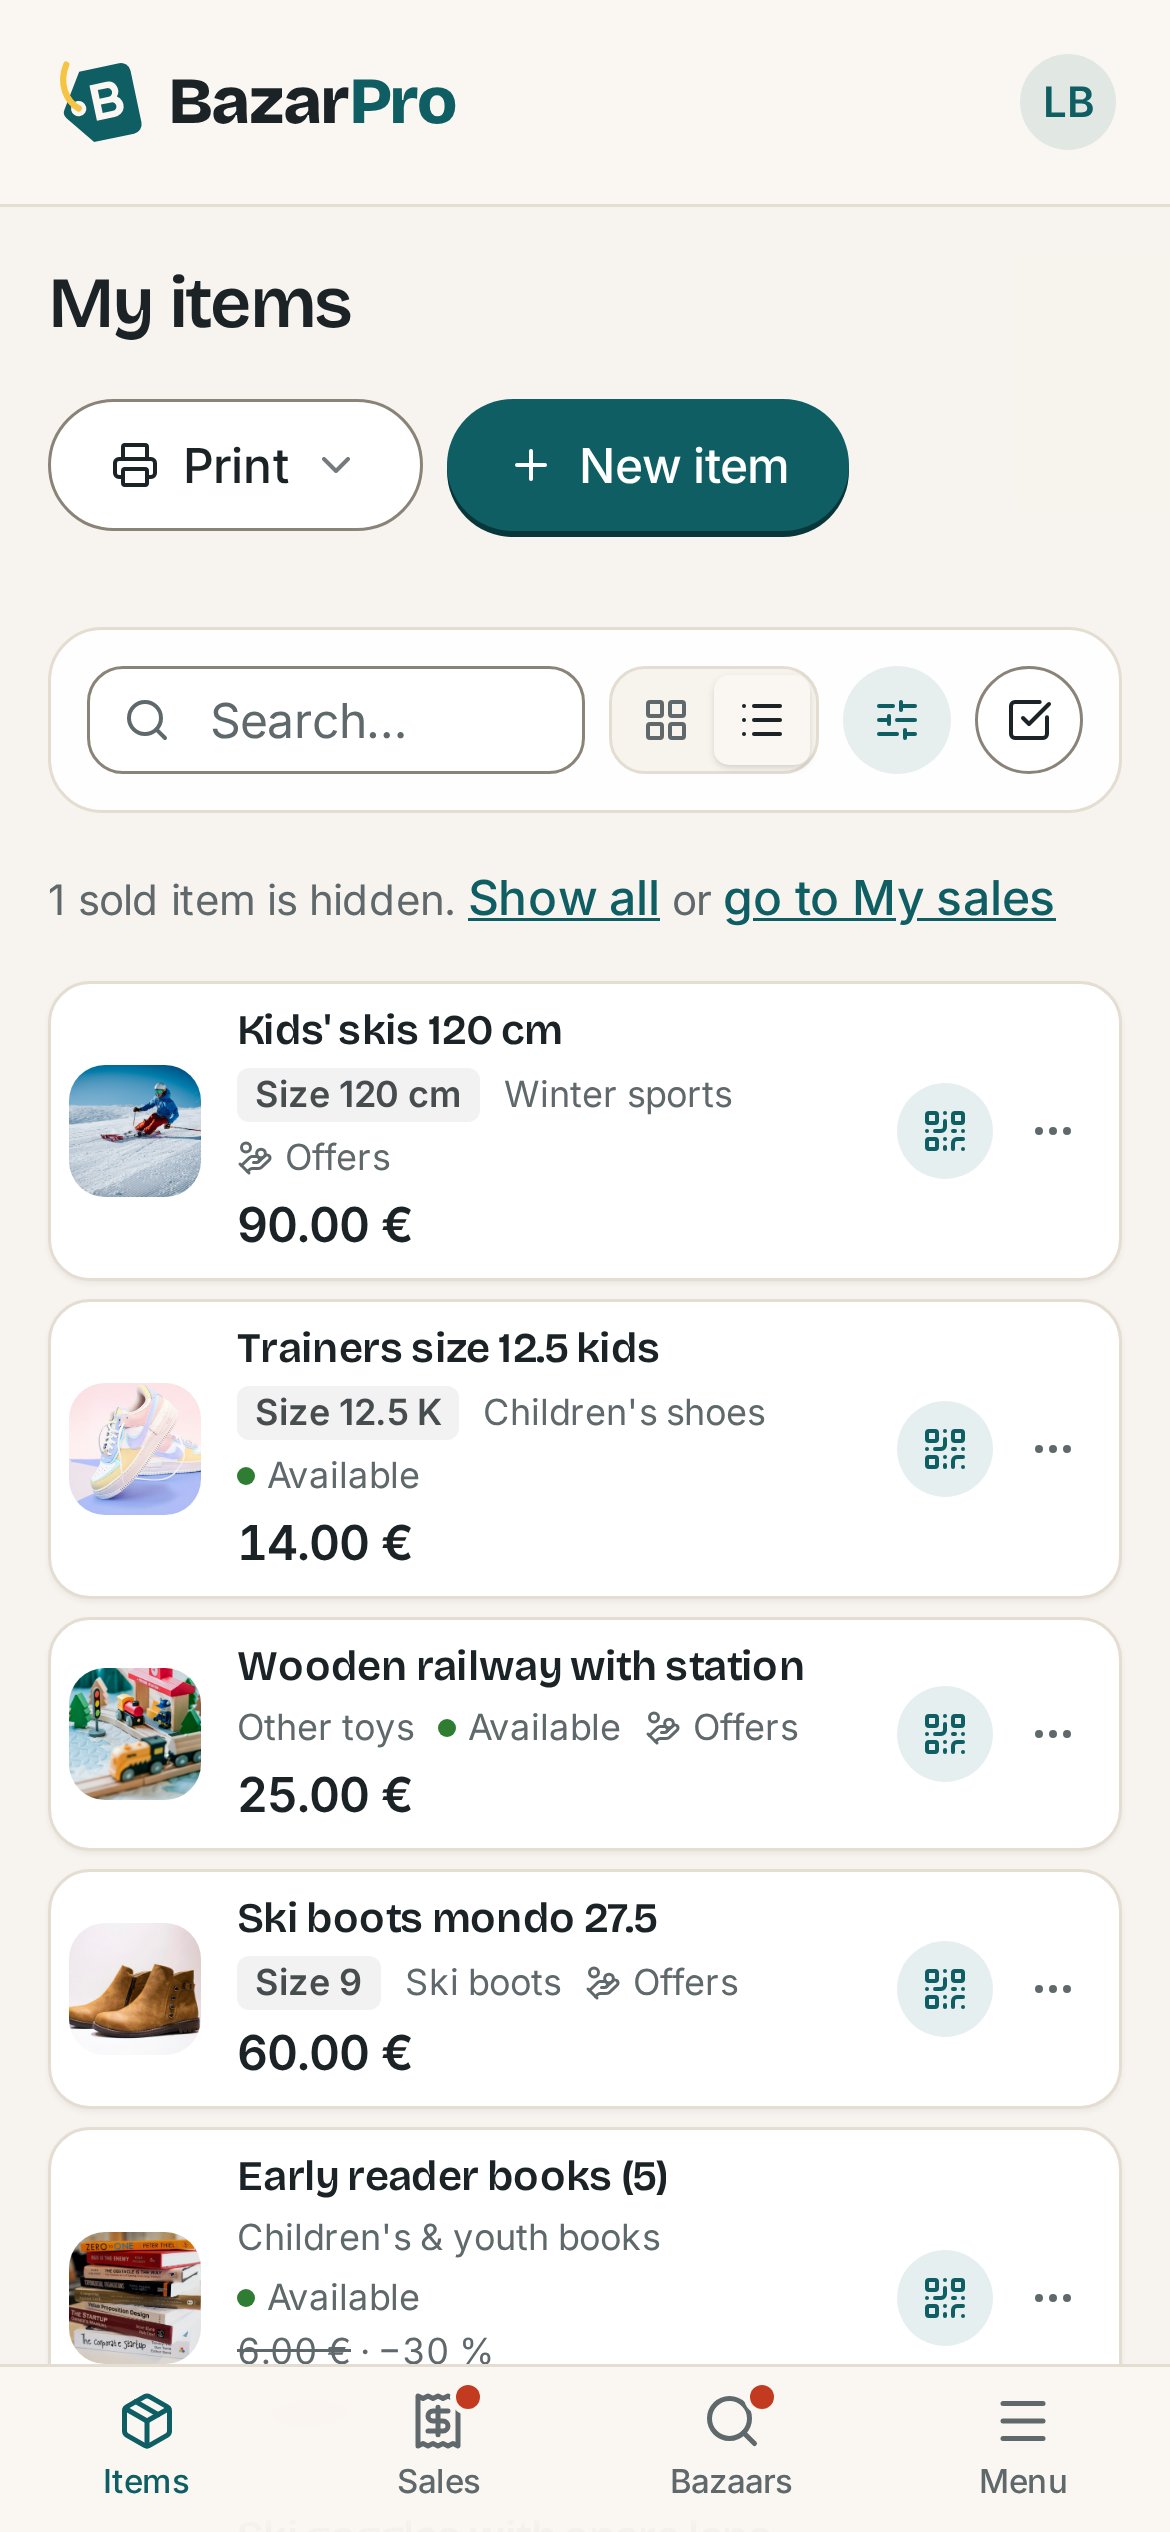 B BazarPro
LB
My items
Print
New item
Search...
1 sold item is hidden. Show all or go to My sales
Kids' skis 120 cm
Size 120 cm Winter sports
Offers
90.00 €
Trainers size 12.5 kids
Size 12.5 K Children's shoes
Available
14.00 €
Wooden railway with station
Other toys Available Offers
25.00 €
Ski boots mondo 27.5
Size 9 Ski boots Offers
60.00 €
Early reader books (5)
Children's & youth books
Available
6.00 € · −30 %
Items
Sales
Bazaars
Menu